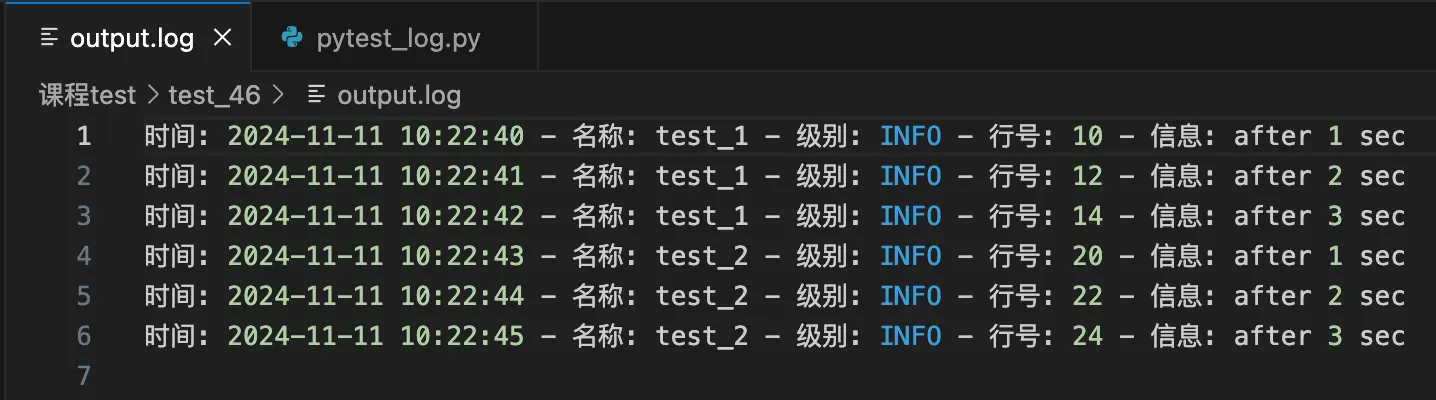 output.log
pytest_log.py
课程test > test_46 > output.log
1 时间: 2024-11-11 10:22:40 - 名称: test_1 - 级别: INFO - 行号: 10 - 信息: after 1 sec
2 时间: 2024-11-11 10:22:41 - 名称: test_1 - 级别: INFO - 行号: 12 - 信息: after 2 sec
3 时间: 2024-11-11 10:22:42 - 名称: test_1 - 级别: INFO - 行号: 14 - 信息: after 3 sec
4 时间: 2024-11-11 10:22:43 - 名称: test_2 - 级别: INFO - 行号: 20 - 信息: after 1 sec
5 时间: 2024-11-11 10:22:44 - 名称: test_2 - 级别: INFO - 行号: 22 - 信息: after 2 sec
6 时间: 2024-11-11 10:22:45 - 名称: test_2 - 级别: INFO - 行号: 24 - 信息: after 3 sec
7